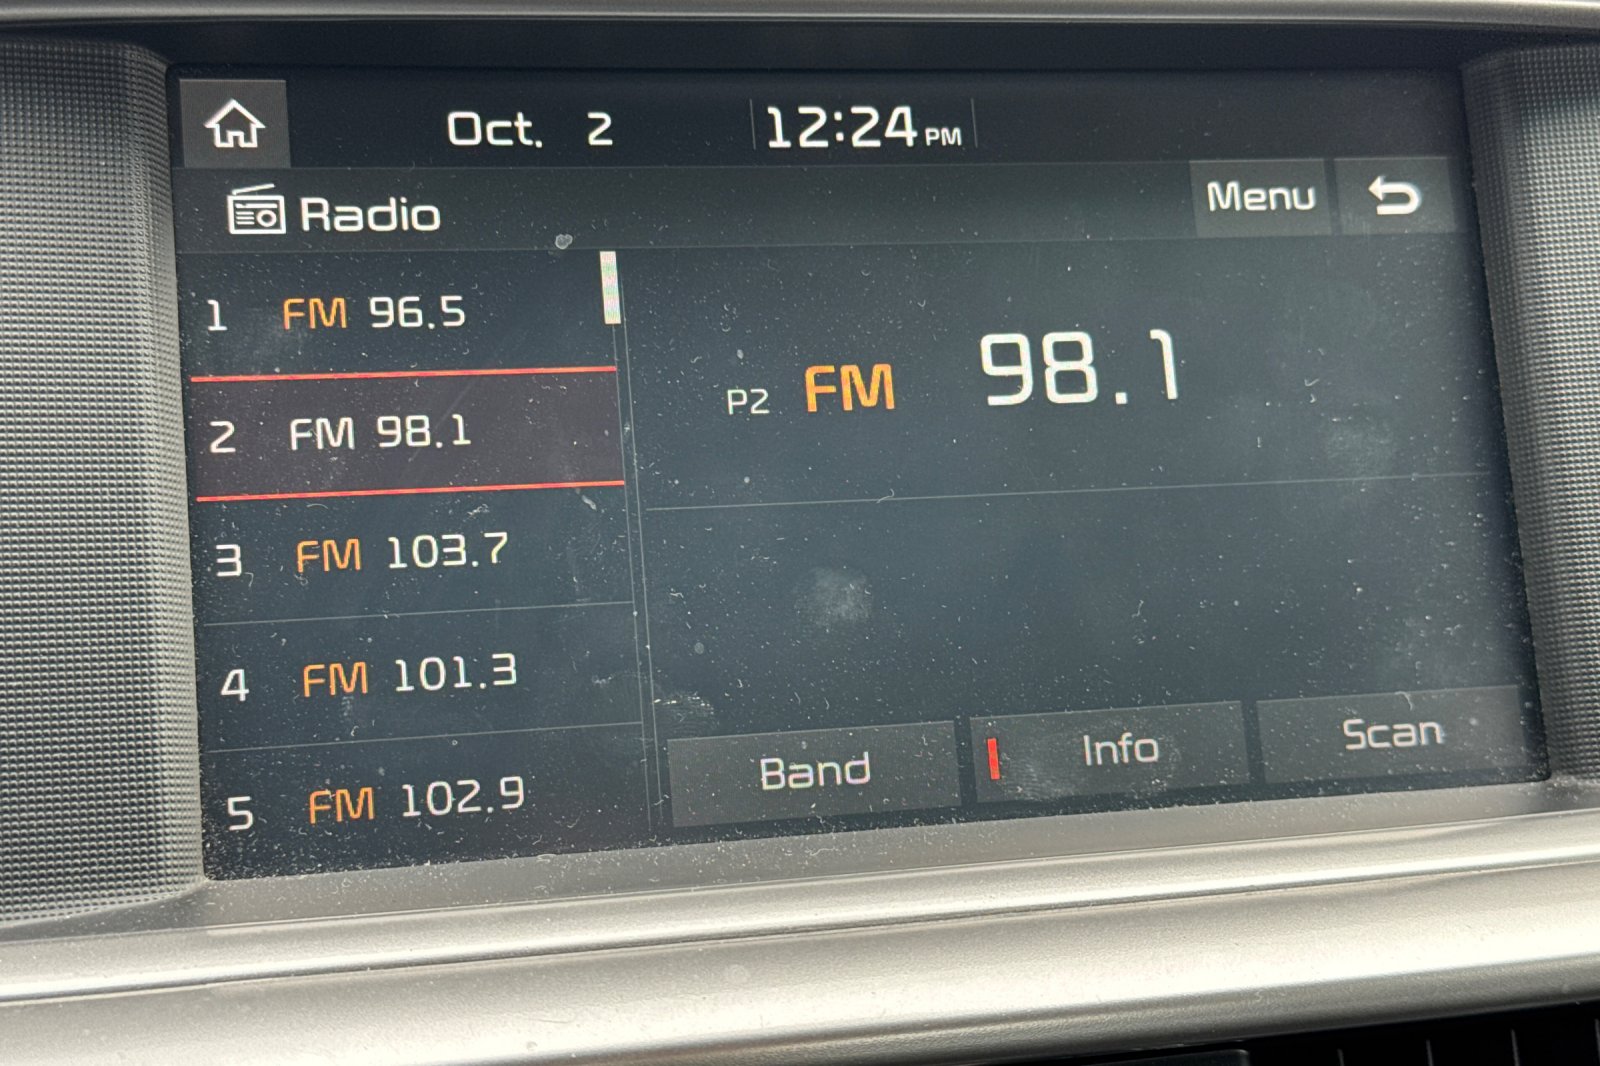 Oct. 2 12:24 PM
Radio
Menu
1 FM 96.5
2 FM 98.1
3 FM 103.7
4 FM 101.3
5 FM 102.9
P2 FM 98.1
Band
Info
Scan